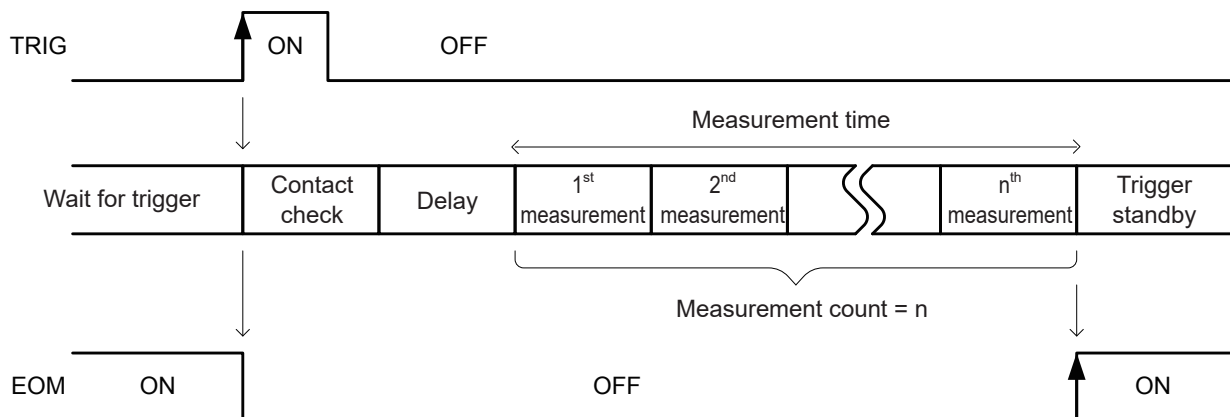 TRIG ON OFF
Measurement time
Wait for trigger
Contact
check
Delay
1st
measurement
2nd
measurement
nth
measurement
Trigger
standby
Measurement count = n
EOM ON OFF ON